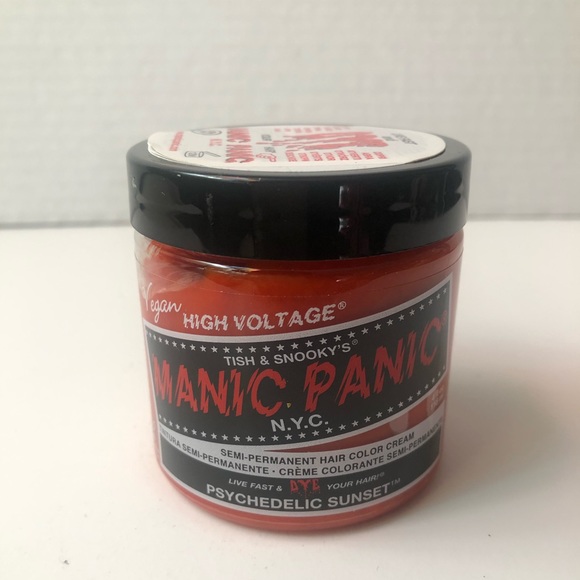 Vegan
HIGH VOLTAGE®
TISH & SNOOKY'S®
MANIC PANIC
N.Y.C.
SEMI-PERMANENT HAIR COLOR CREAM
SEMI-PERMANENTE · CRÈME COLORANTE SEMI-PERMANENT
LIVE FAST & DYE YOUR HAIR!®
PSYCHEDELIC SUNSET™